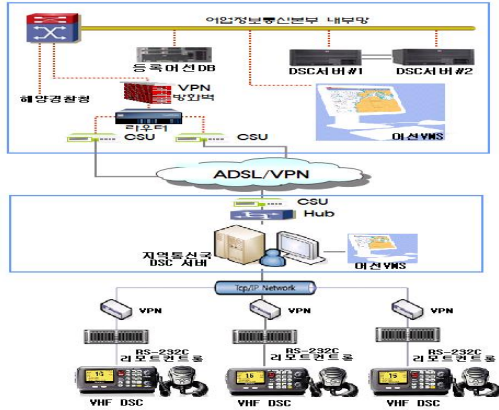 어업정보통신본부 내부망
등록어선DB
DSC서버#1
DSC서버#2
해양경찰청
VPN
방화벽
라우터
CSU
CSU
어선VMS
ADSL/VPN
CSU
Hub
지역통신국
DSC 서버
어선VMS
Tcp/IP Network
VPN
VPN
VPN
RS-232C
리모트컨트롤
RS-232C
리모트컨트롤
RS-232C
리모트컨트롤
16
16
16
VHF DSC
VHF DSC
VHF DSC